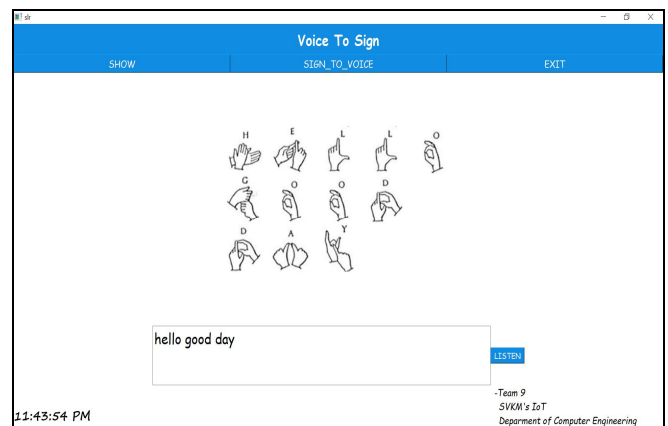 slr
Voice To Sign
SHOW SIGN_TO_VOICE EXIT
H E L L O
G O O D
D A Y
hello good day
LISTEN
-Team 9
SVKM's IoT
Deparment of Computer Engineering
11:43:54 PM